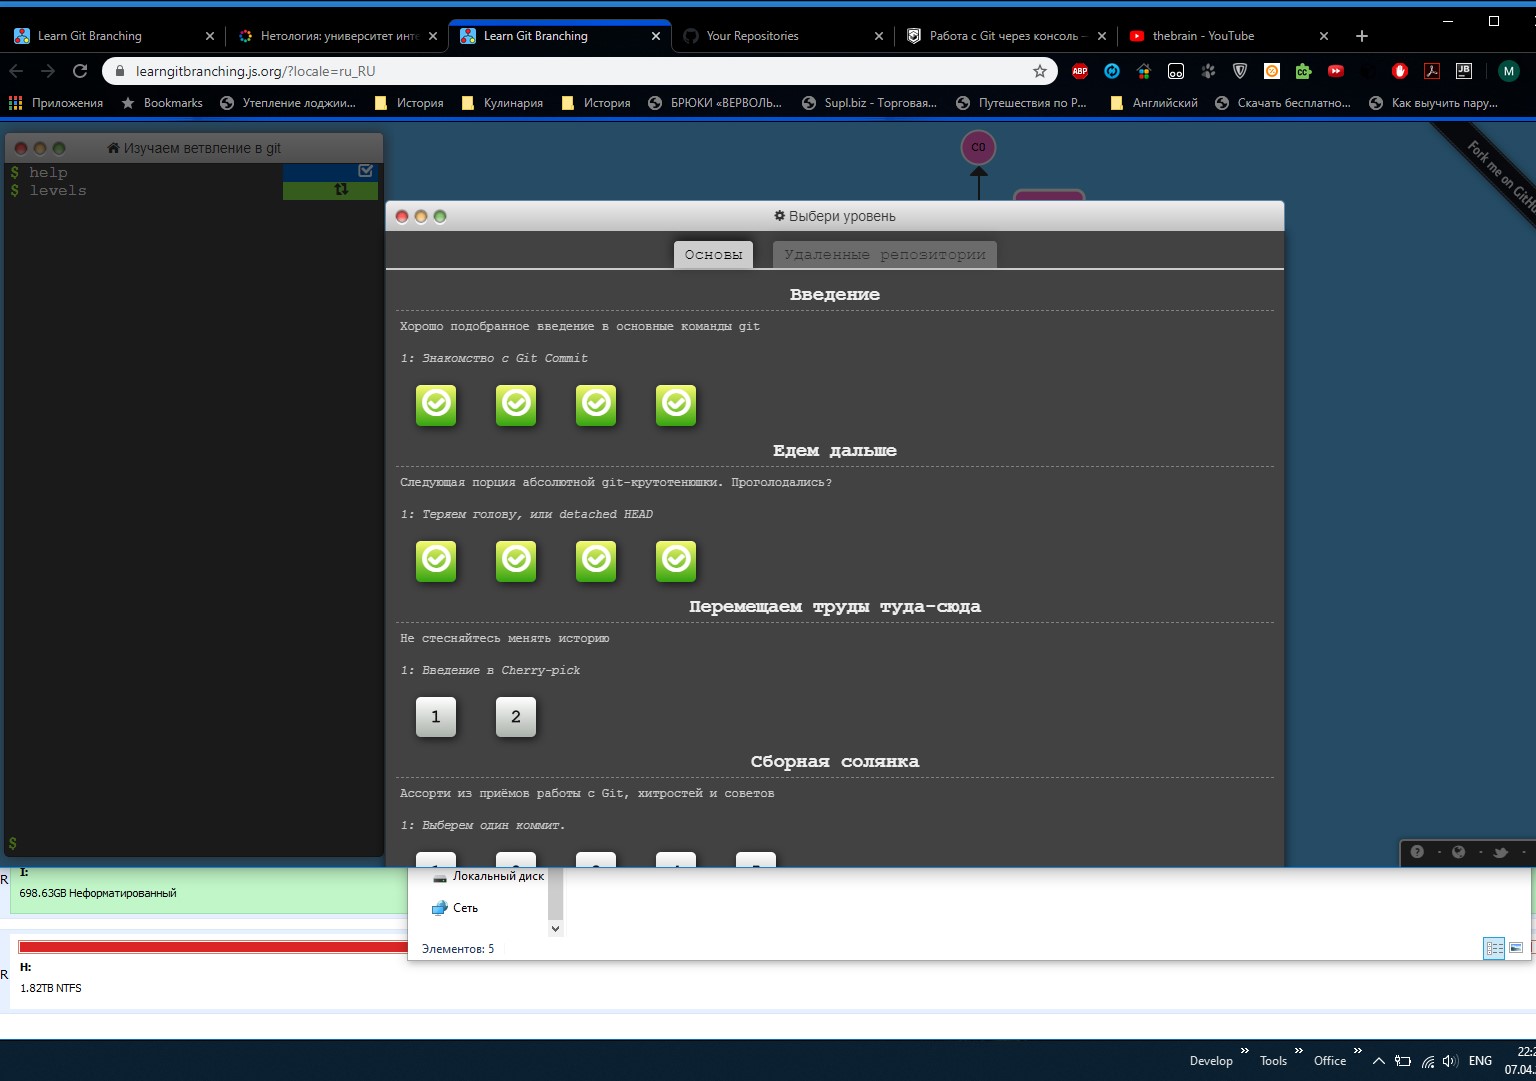 Learn Git Branching
Нетология: университет инте
Learn Git Branching
Your Repositories
Работа с Git через консоль –
thebrain - YouTube
learngitbranching.js.org/?locale=ru_RU
ABP
CC
JB
M
Приложения
Bookmarks
Утепление лоджии...
История
Кулинария
История
БРЮКИ «ВЕРВОЛЬ...
Supl.biz - Торговая...
Путешествия по Р...
Английский
Скачать бесплатно...
Как выучить пару...
Изучаем ветвление в git
$ help
$ levels
$
C0
Fork me on GitHu
Выбери уровень
Основы
Удаленные репозитории
Введение
Хорошо подобранное введение в основные команды git
1: Знакомство с Git Commit
Едем дальше
Следующая порция абсолютной git-крутотенюшки. Проголодались?
1: Теряем голову, или detached HEAD
Перемещаем труды туда-сюда
Не стесняйтесь менять историю
1: Введение в Cherry-pick
1 2
Сборная солянка
Ассорти из приёмов работы с Git, хитростей и советов
1: Выберем один коммит.
R
I:
698.63GB Неформатированный
Локальный диск
Сеть
Элементов: 5
R
H:
1.82TB NTFS
Develop
Tools
Office
ENG
22:2
07.04.